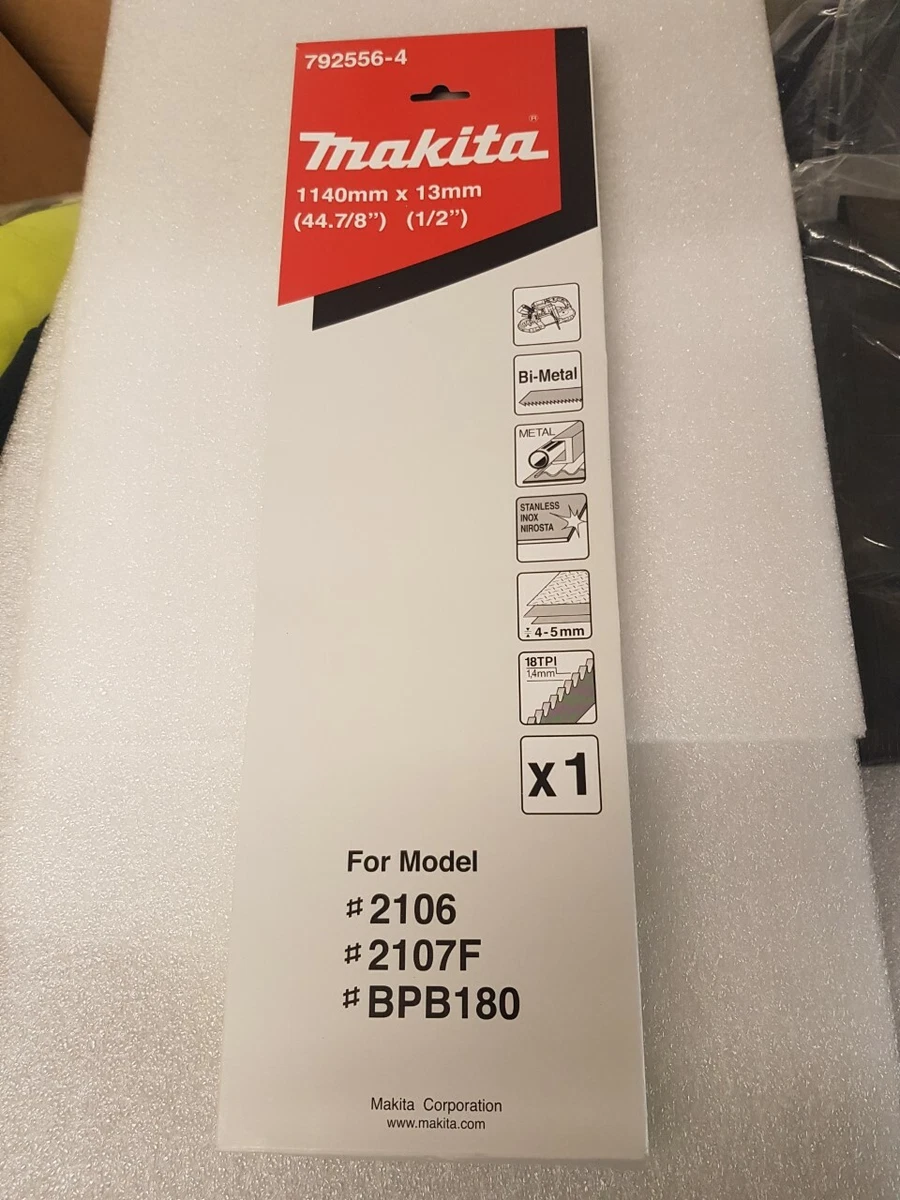 792556-4
makita®
1140mm x 13mm
(44.7/8”) (1/2”)
Bi-Metal
METAL
STANLESS
INOX
NIROSTA
4-5mm
18TPI
1,4mm
x1
For Model
#2106
#2107F
#BPB180
Makita Corporation
www.makita.com